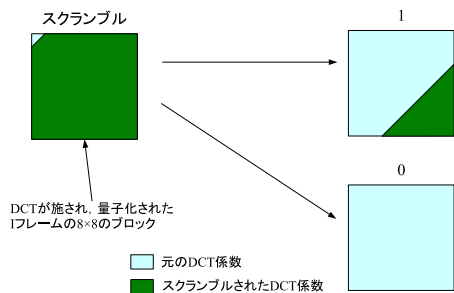 スクランブル
1
0
DCTが施され，量子化された
Iフレームの8×8のブロック
元のDCT係数
スクランブルされたDCT係数